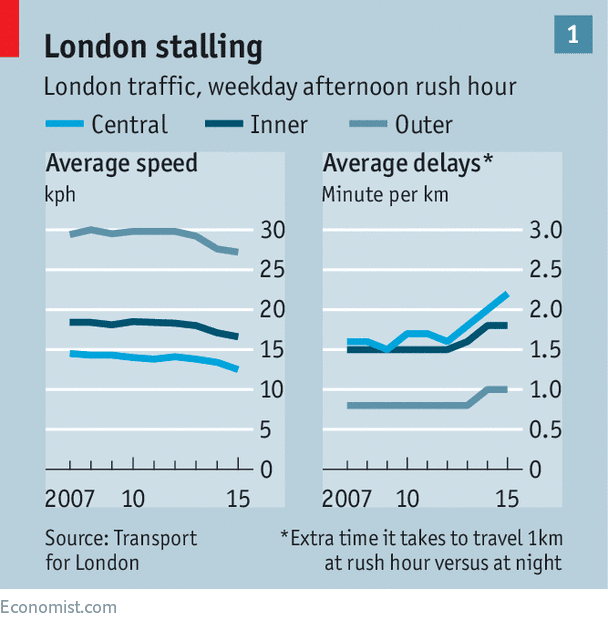 London stalling
1
London traffic, weekday afternoon rush hour
Central
Inner
Outer
Average speed
kph
30
25
20
15
10
5
0
2007
10
15
Average delays*
Minute per km
3.0
2.5
2.0
1.5
1.0
0.5
0
2007
10
15
Source: Transport
for London
*Extra time it takes to travel 1km
at rush hour versus at night
Economist.com